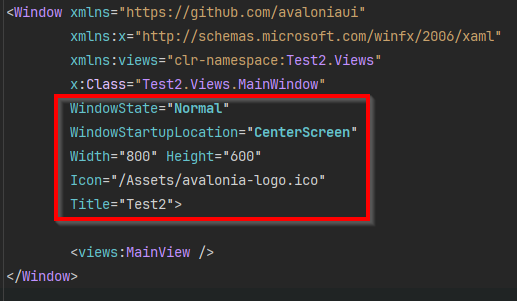 <Window xmlns="https://github.com/avaloniaui"
xmlns:x="http://schemas.microsoft.com/winfx/2006/xaml"
xmlns:views="clr-namespace:Test2.Views"
x:Class="Test2.Views.MainWindow"
WindowState="Normal"
WindowStartupLocation="CenterScreen"
Width="800" Height="600"
Icon="/Assets/avalonia-logo.ico"
Title="Test2">
<views:MainView />
</Window>